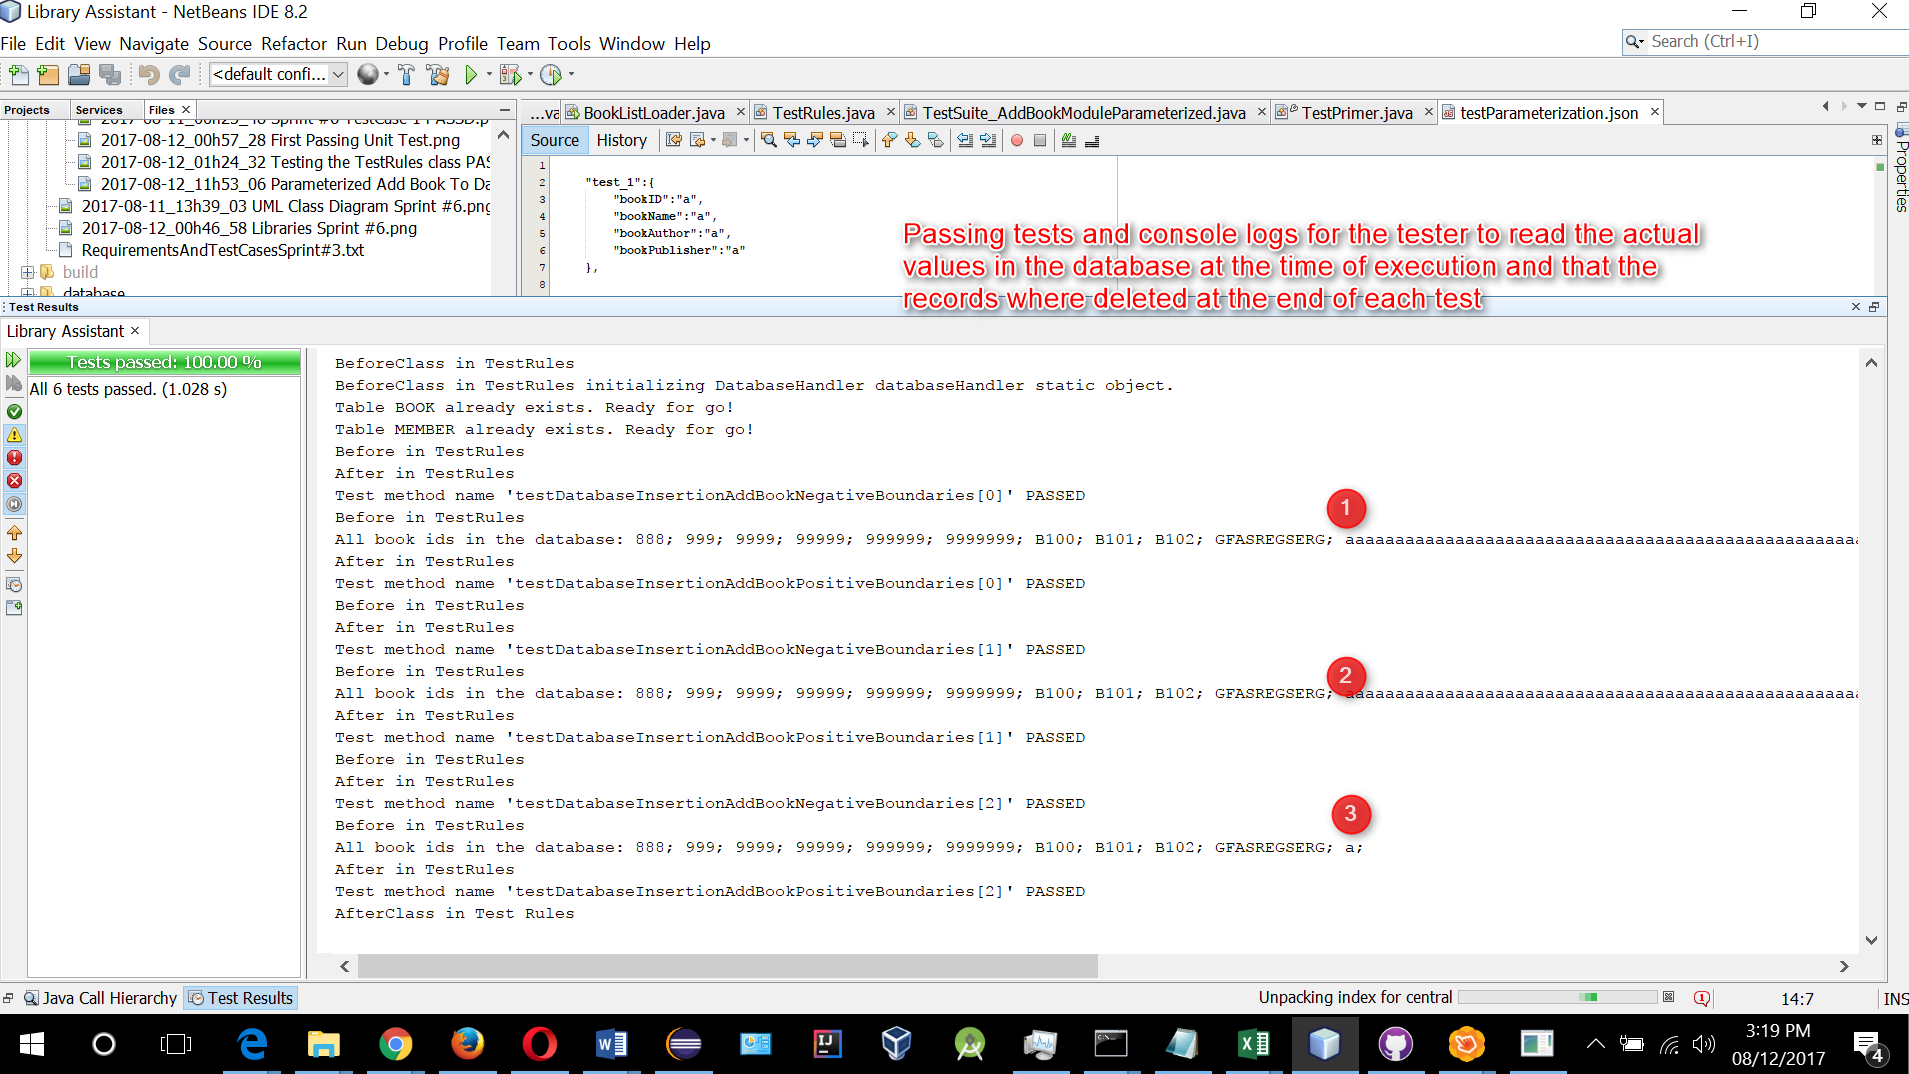 Library Assistant - NetBeans IDE 8.2
File Edit View Navigate Source Refactor Run Debug Profile Team Tools Window Help
Search (Ctrl+I)
<default confi...
Projects Services Files
...va BookListLoader.java TestRules.java TestSuite_AddBookModuleParameterized.java TestPrimer.java testParameterization.json
Source History
Properties
2017-08-12_00h57_28 First Passing Unit Test.png
2017-08-12_01h24_32 Testing the TestRules class PAS
2017-08-12_11h53_06 Parameterized Add Book To Da
2017-08-11_13h39_03 UML Class Diagram Sprint #6.png
2017-08-12_00h46_58 Libraries Sprint #6.png
RequirementsAndTestCasesSprint#3.txt
build
database
1
2 "test_1":{
3 "bookID":"a",
4 "bookName":"a",
5 "bookAuthor":"a",
6 "bookPublisher":"a"
7 },
8
Passing tests and console logs for the tester to read the actual
values in the database at the time of execution and that the
records where deleted at the end of each test
Test Results
Library Assistant
Tests passed: 100.00 %
All 6 tests passed. (1.028 s)
BeforeClass in TestRules
BeforeClass in TestRules initializing DatabaseHandler databaseHandler static object.
Table BOOK already exists. Ready for go!
Table MEMBER already exists. Ready for go!
Before in TestRules
After in TestRules
Test method name 'testDatabaseInsertionAddBookNegativeBoundaries[0]' PASSED
1
Before in TestRules
All book ids in the database: 888; 999; 9999; 99999; 999999; 9999999; B100; B101; B102; GFASREGSERG; aaaaaaaaaaaaaaaaaaaaaaaaaaaaaaaaaaaaaaaaaaaaaaaaaaaa
After in TestRules
Test method name 'testDatabaseInsertionAddBookPositiveBoundaries[0]' PASSED
Before in TestRules
After in TestRules
Test method name 'testDatabaseInsertionAddBookNegativeBoundaries[1]' PASSED
2
Before in TestRules
All book ids in the database: 888; 999; 9999; 99999; 999999; 9999999; B100; B101; B102; GFASREGSERG; aaaaaaaaaaaaaaaaaaaaaaaaaaaaaaaaaaaaaaaaaaaaaaaaaaaa
After in TestRules
Test method name 'testDatabaseInsertionAddBookPositiveBoundaries[1]' PASSED
Before in TestRules
After in TestRules
Test method name 'testDatabaseInsertionAddBookNegativeBoundaries[2]' PASSED
3
Before in TestRules
All book ids in the database: 888; 999; 9999; 99999; 999999; 9999999; B100; B101; B102; GFASREGSERG; a;
After in TestRules
Test method name 'testDatabaseInsertionAddBookPositiveBoundaries[2]' PASSED
AfterClass in Test Rules
Java Call Hierarchy Test Results
Unpacking index for central
14:7
INS
3:19 PM
08/12/2017
4